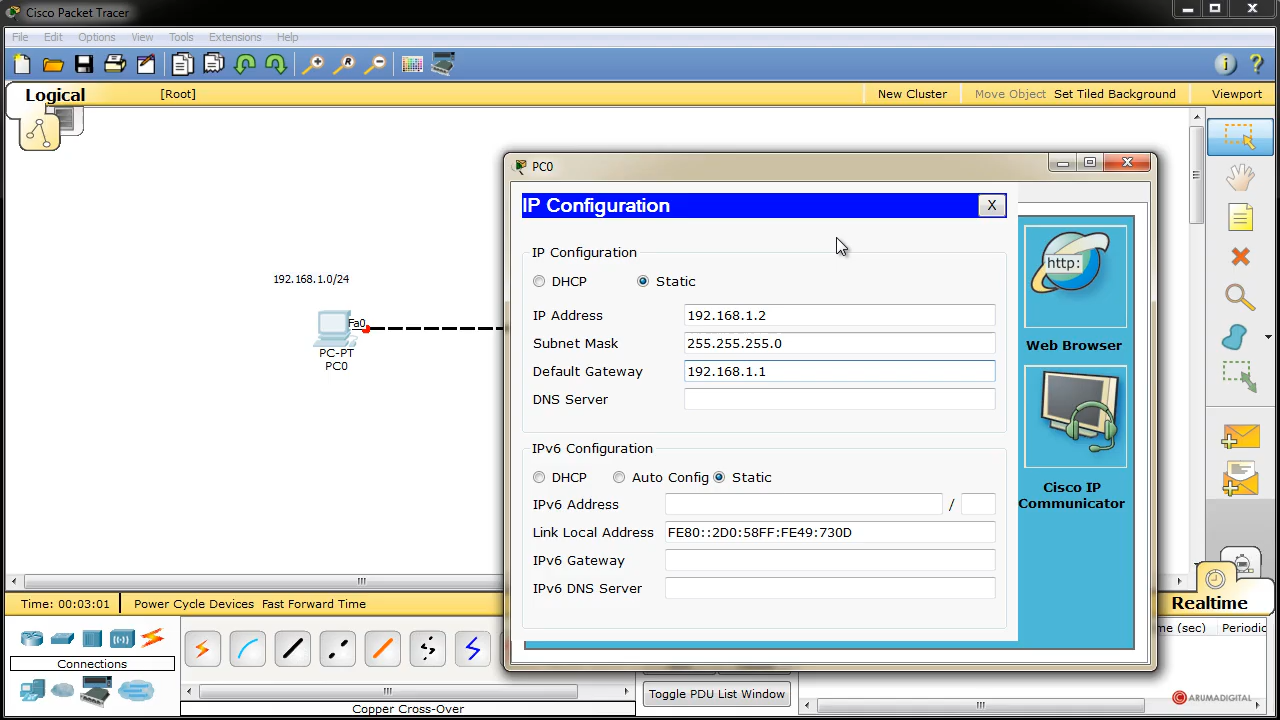 Cisco Packet Tracer
File Edit Options View Tools Extensions Help
Logical
[Root]
New Cluster
Move Object
Set Tiled Background
Viewport
192.168.1.0/24
Fa0
PC-PT
PC0
PC0
IP Configuration
X
IP Configuration
DHCP
Static
IP Address
192.168.1.2
Subnet Mask
255.255.255.0
Default Gateway
192.168.1.1
DNS Server
IPv6 Configuration
DHCP
Auto Config
Static
IPv6 Address
/
Link Local Address
FE80::2D0:58FF:FE49:730D
IPv6 Gateway
IPv6 DNS Server
http:
Web Browser
Cisco IP
Communicator
Time: 00:03:01
Power Cycle Devices Fast Forward Time
Realtime
Connections
Copper Cross-Over
Toggle PDU List Window
me (sec)
Periodic
ARUMADIGITAL